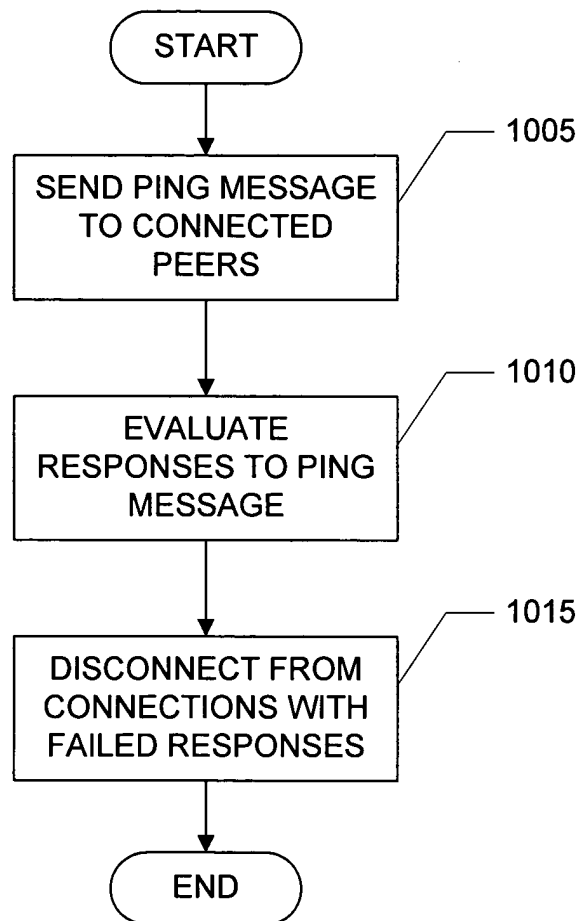 START
1005
SEND PING MESSAGE
TO CONNECTED
PEERS
1010
EVALUATE
RESPONSES TO PING
MESSAGE
1015
DISCONNECT FROM
CONNECTIONS WITH
FAILED RESPONSES
END